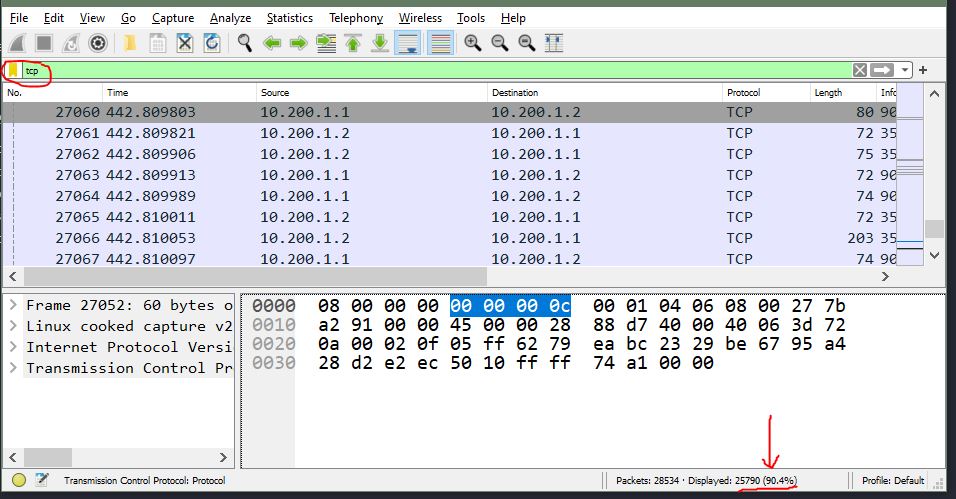 File Edit View Go Capture Analyze Statistics Telephony Wireless Tools Help
tcp
No. Time Source Destination Protocol Length Info
27060 442.809803 10.200.1.1 10.200.1.2 TCP 80 90
27061 442.809821 10.200.1.2 10.200.1.1 TCP 72 35
27062 442.809906 10.200.1.2 10.200.1.1 TCP 75 35
27063 442.809913 10.200.1.1 10.200.1.2 TCP 72 90
27064 442.809989 10.200.1.1 10.200.1.2 TCP 74 90
27065 442.810011 10.200.1.2 10.200.1.1 TCP 72 35
27066 442.810053 10.200.1.2 10.200.1.1 TCP 203 35
27067 442.810097 10.200.1.1 10.200.1.2 TCP 74 90
Frame 27052: 60 bytes o
Linux cooked capture v2
Internet Protocol Versi
Transmission Control Pr
0000 08 00 00 00 00 00 00 0c 00 01 04 06 08 00 27 7b
0010 a2 91 00 00 45 00 00 28 88 d7 40 00 40 06 3d 72
0020 0a 00 02 0f 05 ff 62 79 ea bc 23 29 be 67 95 a4
0030 28 d2 e2 ec 50 10 ff ff 74 a1 00 00
Transmission Control Protocol: Protocol Packets: 28534 · Displayed: 25790 (90.4%) Profile: Default